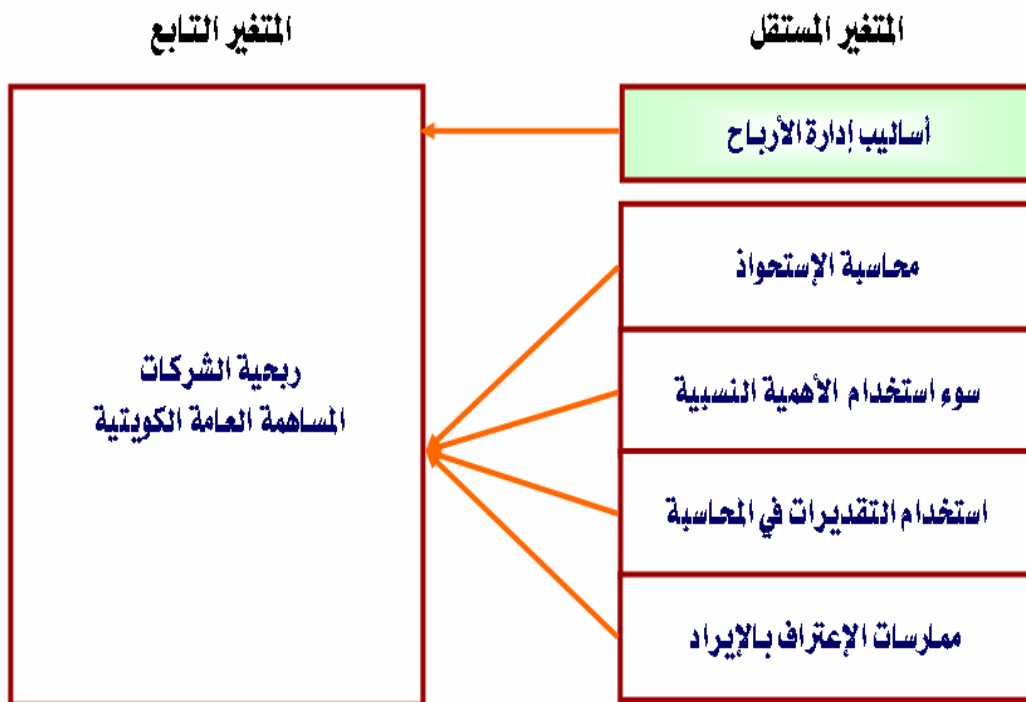 المتغير المستقل
المتغير التابع
أساليب إدارة الأرباح
محاسبة الإستحواذ
سوء استخدام الأهمية النسبية
استخدام التقديرات في المحاسبة
ممارسات الإعتراف بالإيراد
ربحية الشركات
المساهمة العامة الكويتية